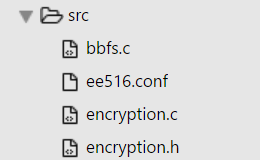 src
bbfs.c
ee516.conf
encryption.c
encryption.h